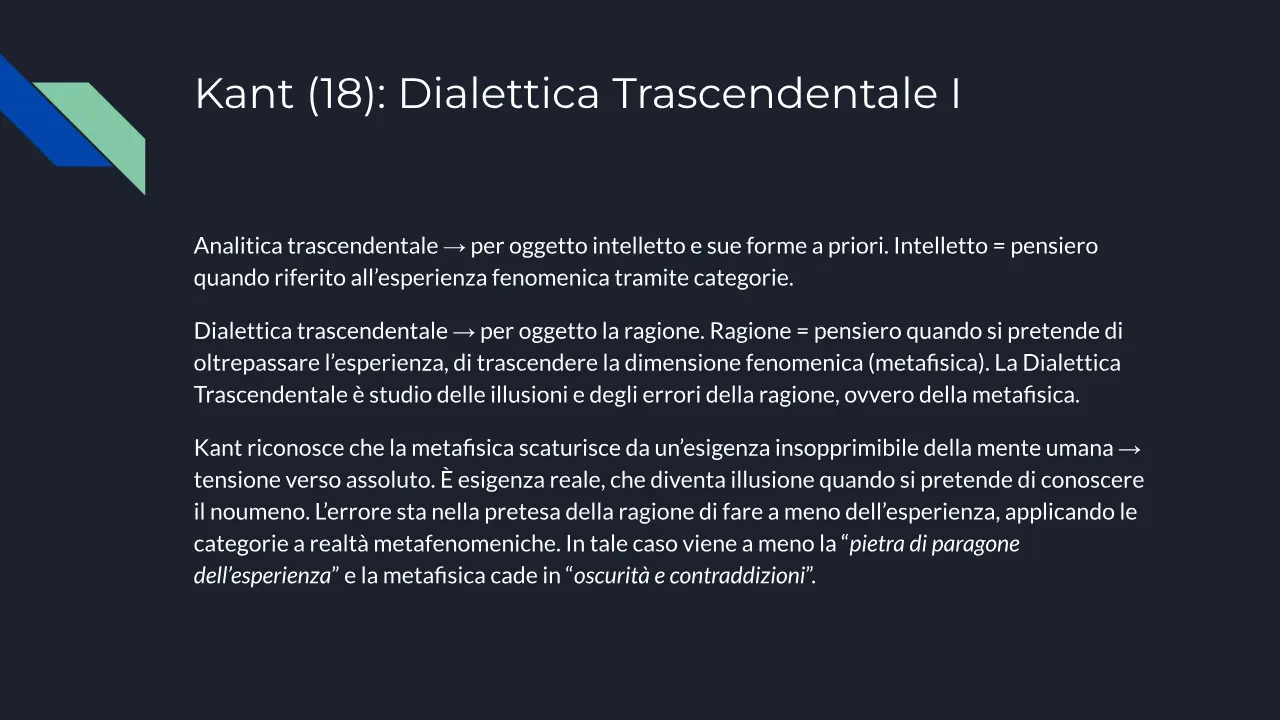 Kant (18): Dialettica Trascendentale I
Analitica trascendentale → per oggetto intelletto e sue forme a priori. Intelletto = pensiero
quando riferito all’esperienza fenomenica tramite categorie.
Dialettica trascendentale → per oggetto la ragione. Ragione = pensiero quando si pretende di
oltrepassare l’esperienza, di trascendere la dimensione fenomenica (metafisica). La Dialettica
Trascendentale è studio delle illusioni e degli errori della ragione, ovvero della metafisica.
Kant riconosce che la metafisica scaturisce da un’esigenza insopprimibile della mente umana →
tensione verso assoluto. È esigenza reale, che diventa illusione quando si pretende di conoscere
il noumeno. L’errore sta nella pretesa della ragione di fare a meno dell’esperienza, applicando le
categorie a realtà metafenomeniche. In tale caso viene a meno la “pietra di paragone
dell’esperienza” e la metafisica cade in “oscurità e contraddizioni”.